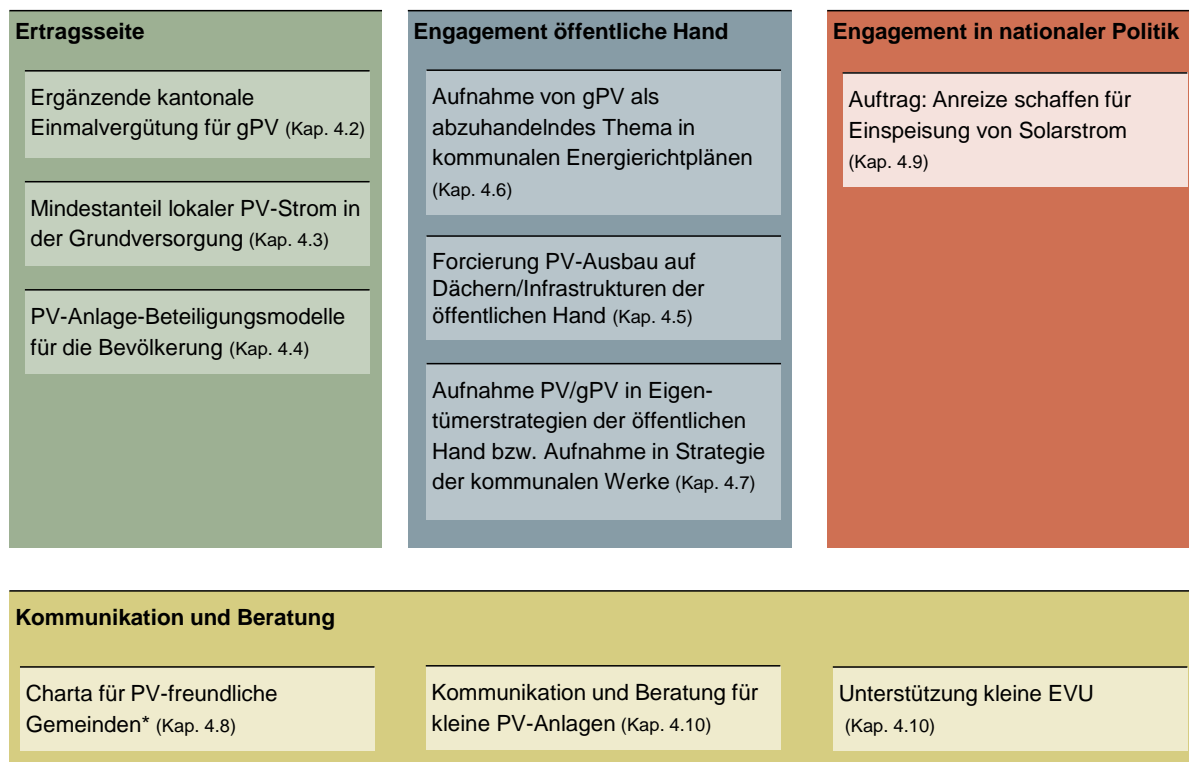 Ertragsseite
Ergänzende kantonale
Einmalvergütung für gPV (Kap. 4.2)
Mindestanteil lokaler PV-Strom in
der Grundversorgung (Kap. 4.3)
PV-Anlage-Beteiligungsmodelle
für die Bevölkerung (Kap. 4.4)
Engagement öffentliche Hand
Aufnahme von gPV als
abzuhandelndes Thema in
kommunalen Energierichtplänen
(Kap. 4.6)
Forcierung PV-Ausbau auf
Dächern/Infrastrukturen der
öffentlichen Hand (Kap. 4.5)
Aufnahme PV/gPV in Eigen-
tümerstrategien der öffentlichen
Hand bzw. Aufnahme in Strategie
der kommunalen Werke (Kap. 4.7)
Engagement in nationaler Politik
Auftrag: Anreize schaffen für
Einspeisung von Solarstrom
(Kap. 4.9)
Kommunikation und Beratung
Charta für PV-freundliche
Gemeinden* (Kap. 4.8)
Kommunikation und Beratung für
kleine PV-Anlagen (Kap. 4.10)
Unterstützung kleine EVU
(Kap. 4.10)